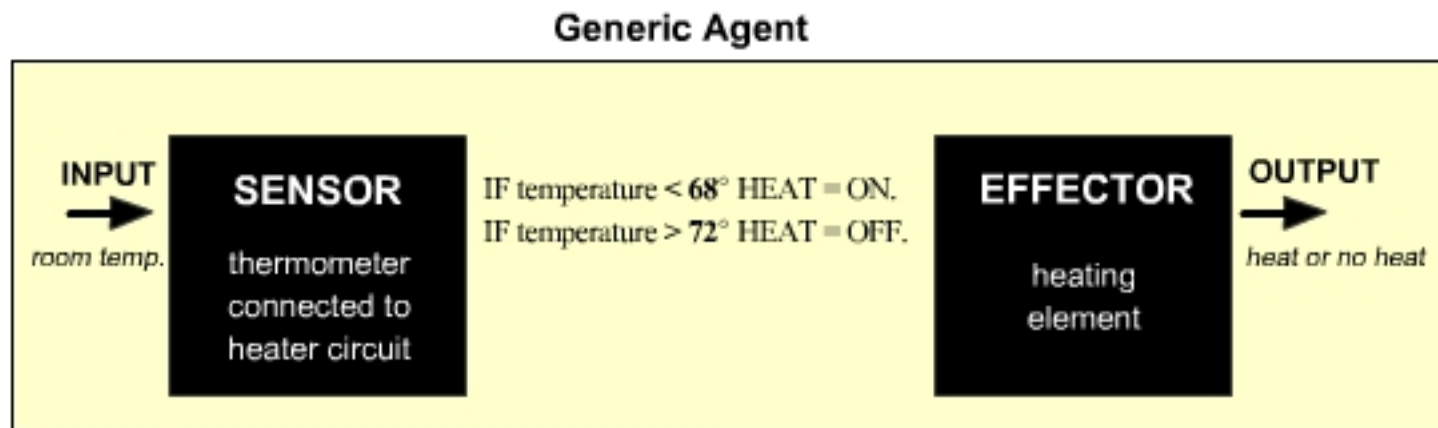 Generic Agent
INPUT
room temp.
SENSOR
thermometer
connected to
heater circuit
IF temperature < 68° HEAT = ON.
IF temperature > 72° HEAT = OFF.
EFFECTOR
heating
element
OUTPUT
heat or no heat